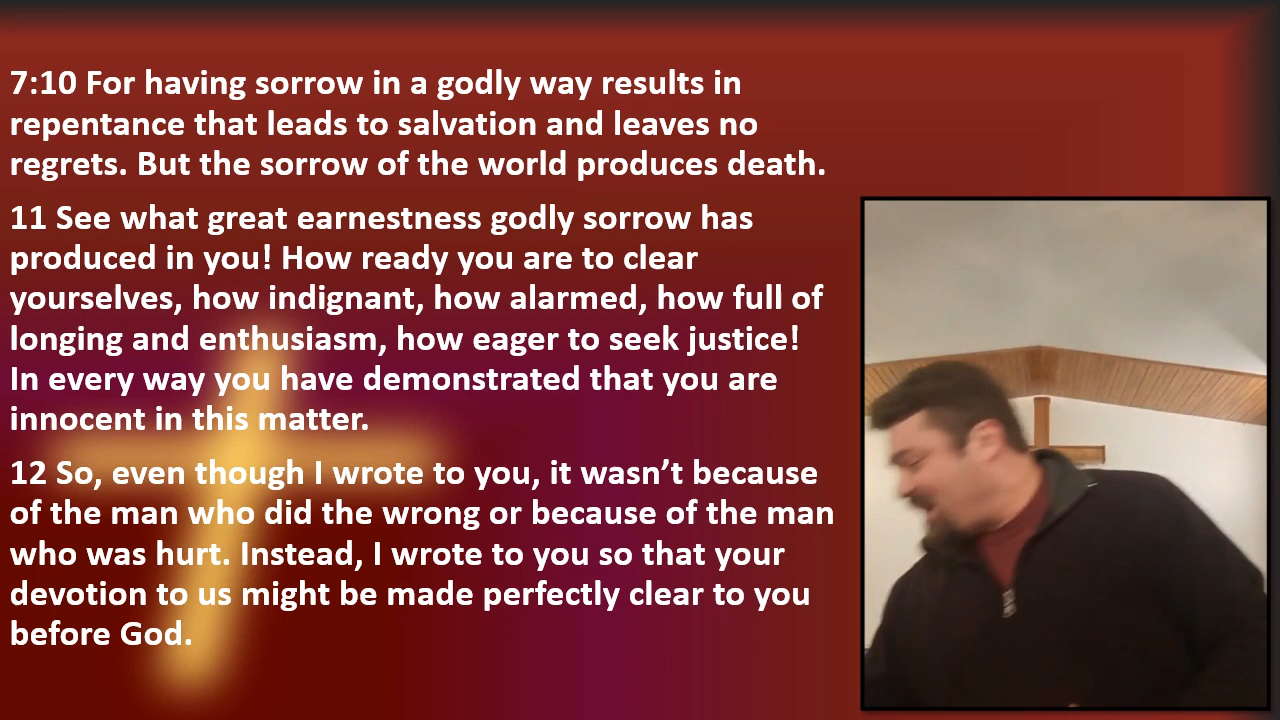 7:10 For having sorrow in a godly way results in
repentance that leads to salvation and leaves no
regrets. But the sorrow of the world produces death.
11 See what great earnestness godly sorrow has
produced in you! How ready you are to clear
yourselves, how indignant, how alarmed, how full of
longing and enthusiasm, how eager to seek justice!
In every way you have demonstrated that you are
innocent in this matter.
12 So, even though I wrote to you, it wasn’t because
of the man who did the wrong or because of the man
who was hurt. Instead, I wrote to you so that your
devotion to us might be made perfectly clear to you
before God.